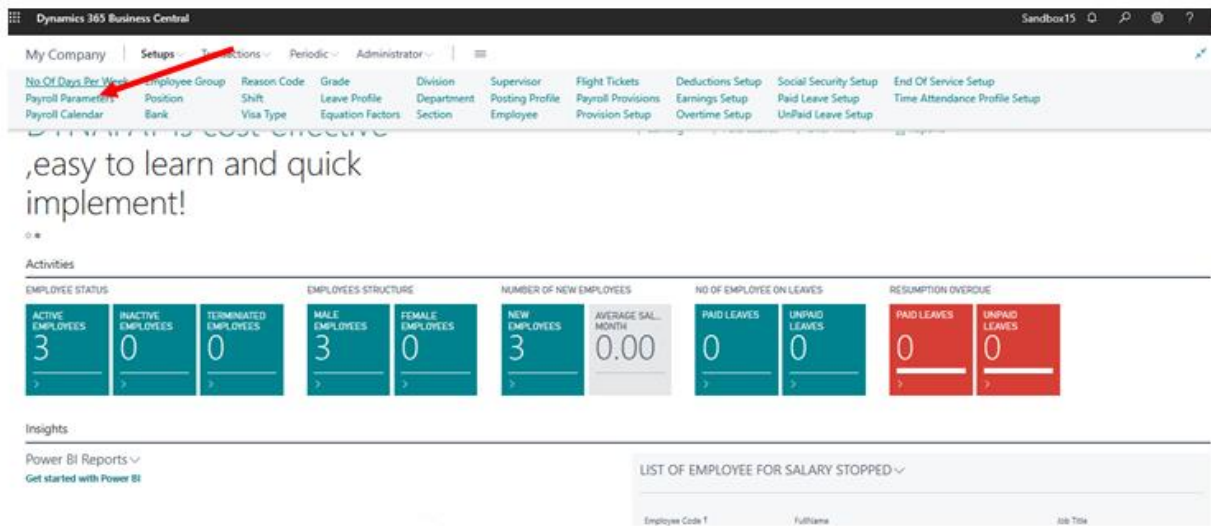 Dynamics 365 Business Central
Sandbox15
?
My Company
Setups
Periodic
Administrator
No Of Days Per Week
Employee Group
Reason Code
Grade
Division
Supervisor
Flight Tickets
Deductions Setup
Social Security Setup
End Of Service Setup
Payroll Parameters
Position
Shift
Leave Profile
Department
Posting Profile
Payroll Provisions
Earnings Setup
Paid Leave Setup
Time Attendance Profile Setup
Payroll Calendar
Bank
Visa Type
Equation Factors
Section
Employee
Provision Setup
Overtime Setup
UnPaid Leave Setup
,easy to learn and quick
implement!
Activities
EMPLOYEE STATUS
EMPLOYEES STRUCTURE
NUMBER OF NEW EMPLOYEES
NO OF EMPLOYEE ON LEAVES
RESUMPTION OVERDUE
ACTIVE
EMPLOYEES
3
INACTIVE
EMPLOYEES
0
TERMINIATED
EMPLOYEES
0
MALE
EMPLOYEES
3
FEMALE
EMPLOYEES
0
NEW
EMPLOYEES
3
AVERAGE SAL...
MONTH
0.00
PAID LEAVES
0
UNPAID
LEAVES
0
PAID LEAVES
0
UNPAID
LEAVES
0
Insights
Power BI Reports
Get started with Power BI
LIST OF EMPLOYEE FOR SALARY STOPPED
Employee Code ↑
FullName
Job Title